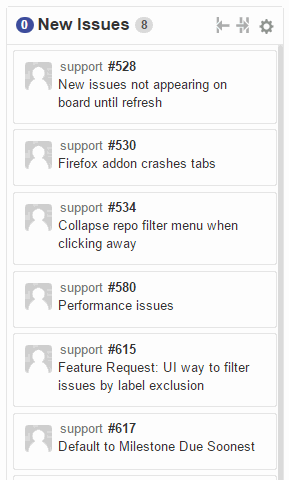 0 New Issues 8
support #528
New issues not appearing on
board until refresh
support #530
Firefox addon crashes tabs
support #534
Collapse repo filter menu when
clicking away
support #580
Performance issues
support #615
Feature Request: UI way to filter
issues by label exclusion
support #617
Default to Milestone Due Soonest